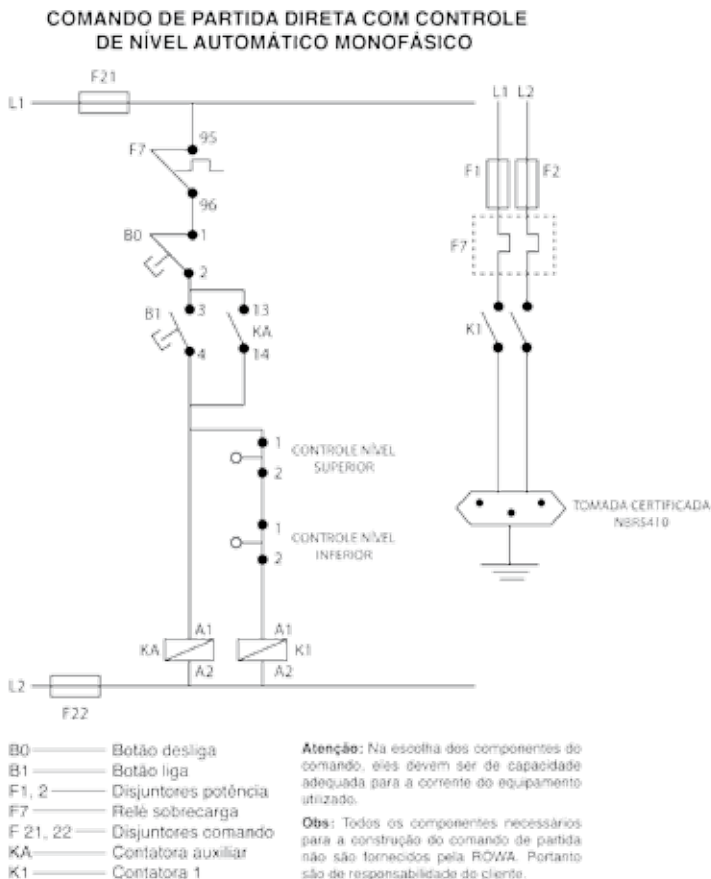 COMANDO DE PARTIDA DIRETA COM CONTROLE
DE NÍVEL AUTOMÁTICO MONOFÁSICO
F21
L1
L1 L2
95
F7
96
F1
F2
B0
1
2
F7
3
13
B1
KA
4
14
K1
1
CONTROLE NÍVEL
SUPERIOR
2
1
CONTROLE NÍVEL
INFERIOR
2
TOMADA CERTIFICADA
NBR5410
A1
A1
KA
K1
A2
A2
L2
F22
B0 Botão desliga
B1 Botão liga
F1, 2 Disjuntores potência
F7 Relé sobrecarga
F 21, 22 Disjuntores comando
KA Contatora auxiliar
K1 Contatora 1
Atenção: Na escolha dos componentes do
comando, eles devem ser de capacidade
adequada para a corrente do equipamento
utilizado.
Obs: Todos os componentes necessários
para a construção do comando de partida
não são fornecidos pela ROWA. Portanto
são de responsabilidade do cliente.